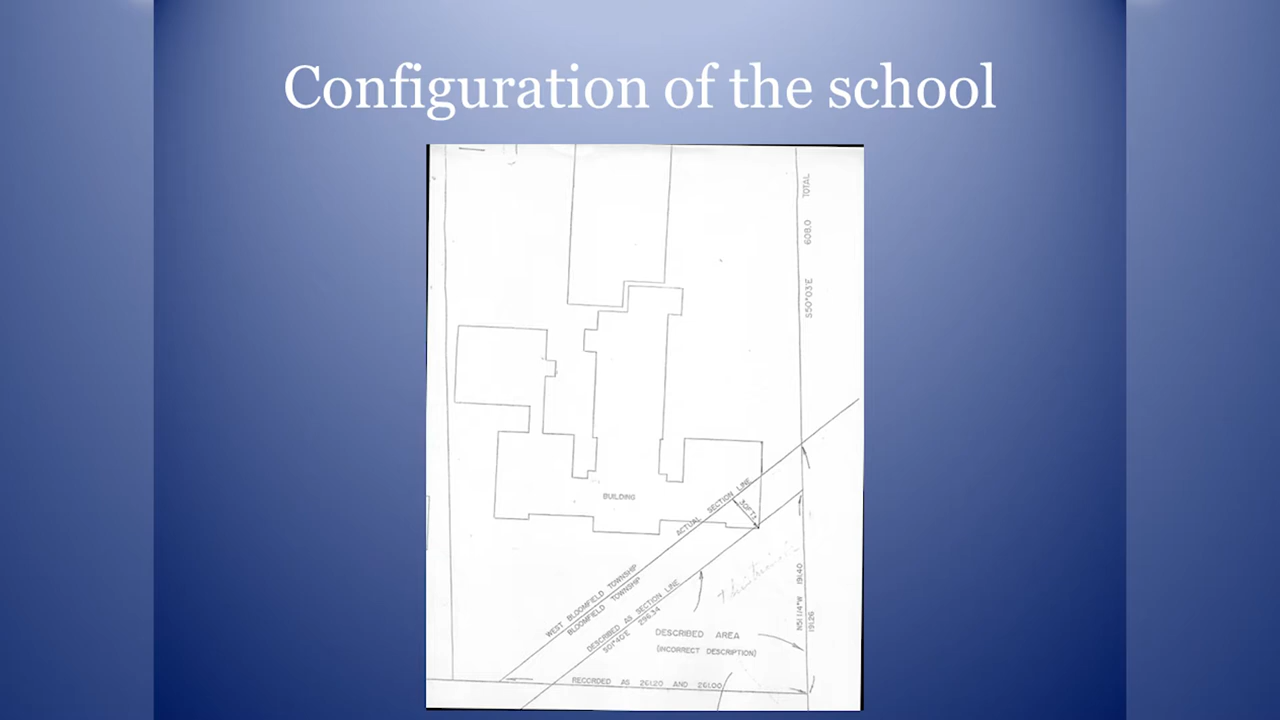 Configuration of the school
TOTAL
608.0
S50°03'E
BUILDING
ACTUAL SECTION LINE
30FT±
WEST BLOOMFIELD TOWNSHIP
BLOOMFIELD TOWNSHIP
DESCRIBED AS SECTION LINE
S01°40'E 296.34
DESCRIBED AREA
(INCORRECT DESCRIPTION)
191.40
191.26
RECORDED AS 261.20 AND 261.00